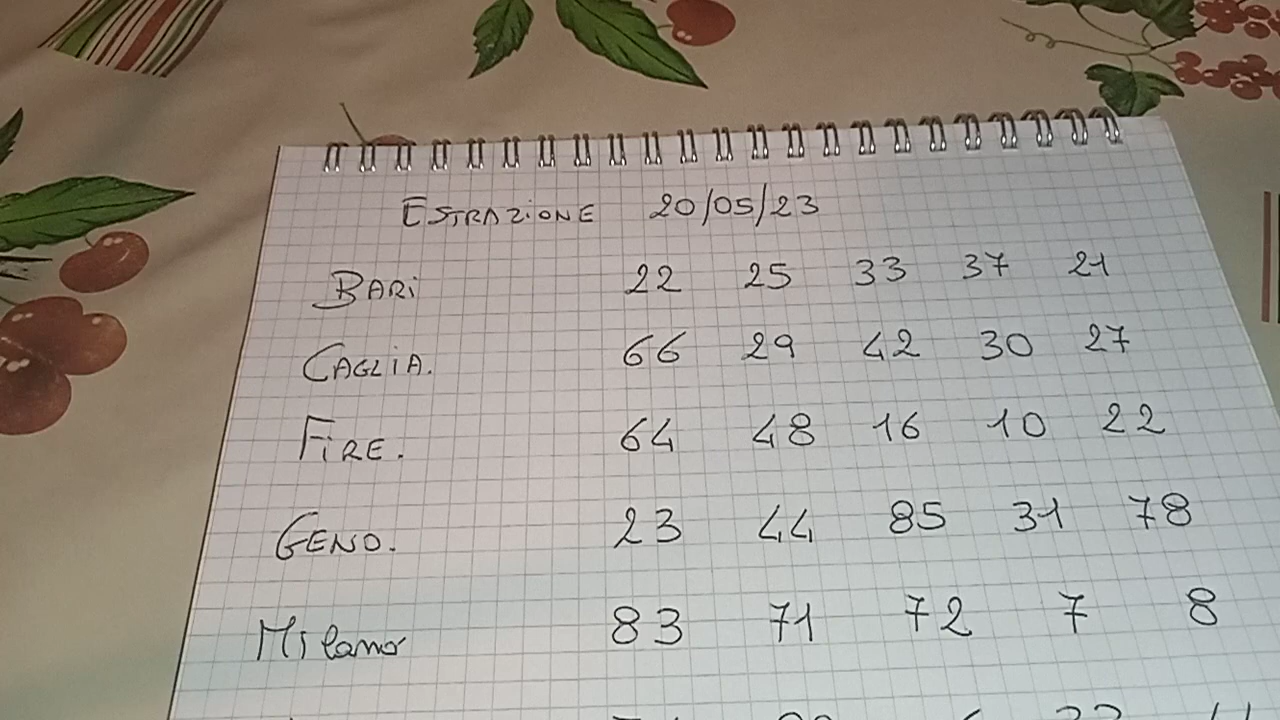 ESTRAZIONE 20/05/23
BARI 22 25 33 37 21
CAGLIA. 66 29 42 30 27
FIRE. 64 48 16 10 22
GENO. 23 44 85 31 78
Milano 83 71 72 7 8